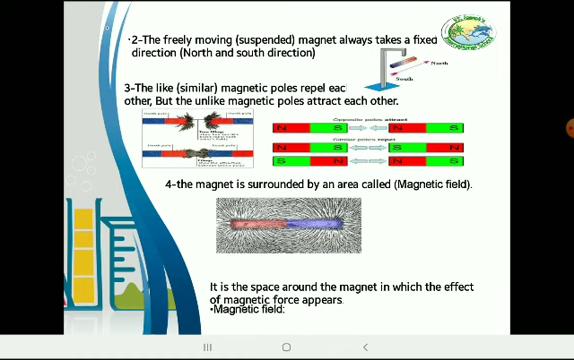 •2-The freely moving (suspended) magnet always takes a fixed
direction (North and south direction)
North
South
3-The like (similar) magnetic poles repel eac
other, But the unlike magnetic poles attract each other.
Opposite poles attract
N S N S
Similar poles repel
N S S N
S N N S
4-the magnet is surrounded by an area called (Magnetic field).
It is the space around the magnet in which the effect
of magnetic force appears.
•Magnetic field: